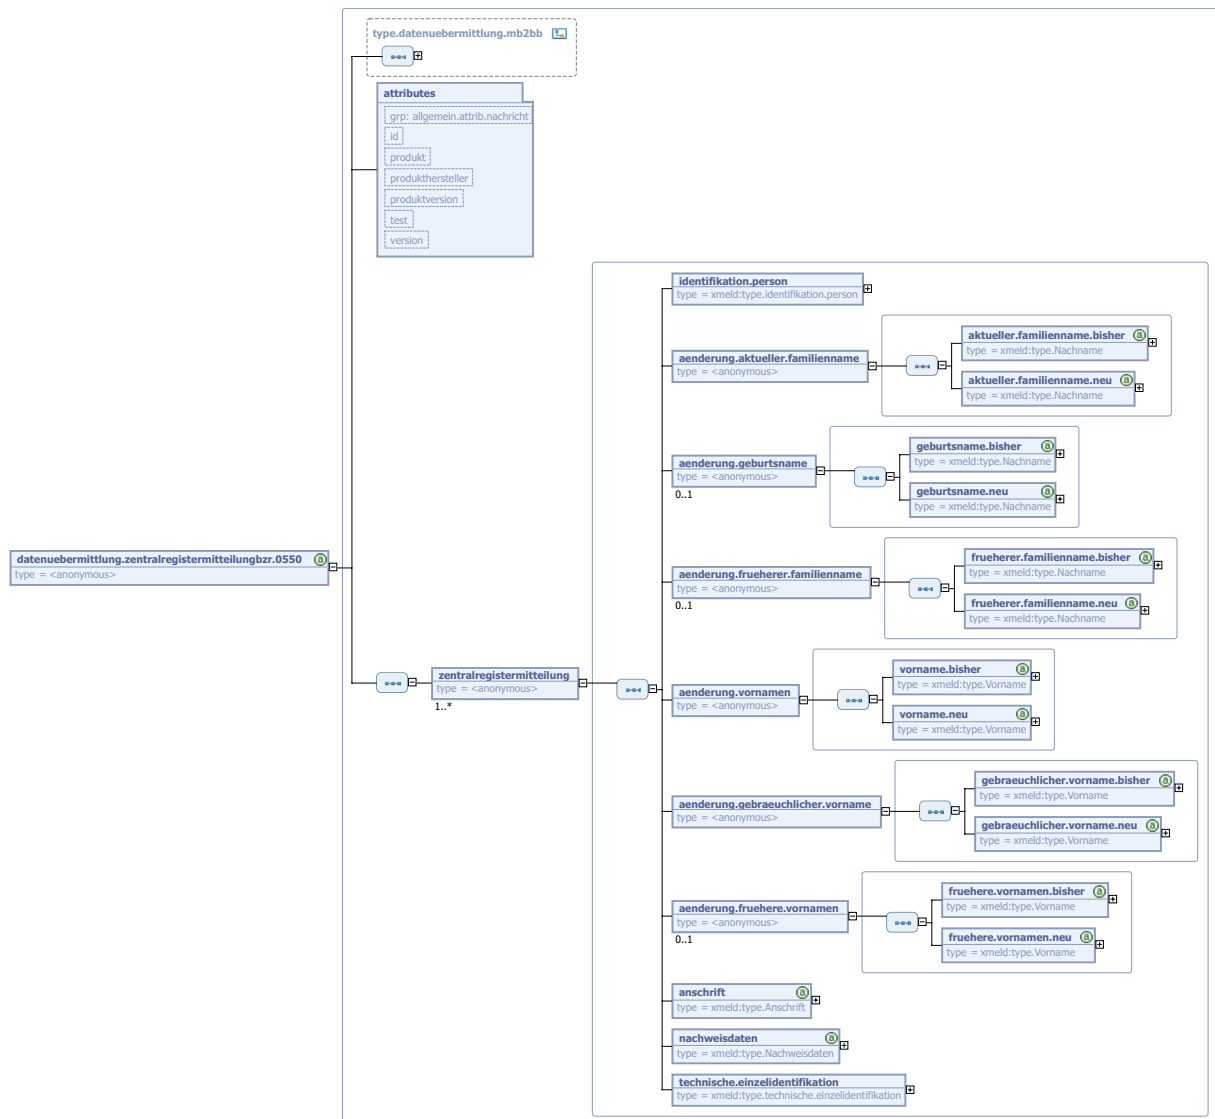 type.datenuebermittlung.mb2bb
attributes
grp: allgemein.attrib.nachricht
id
produkt
produkthersteller
produktversion
test
version
identifikation.person
type = xmeld:type.identifikation.person
aktueller.familienname.bisher a
type = xmeld:type.Nachname
aenderung.aktueller.familienname
type = <anonymous>
aktueller.familienname.neu a
type = xmeld:type.Nachname
geburtsname.bisher a
type = xmeld:type.Nachname
aenderung.geburtsname
type = <anonymous>
0..1
geburtsname.neu a
type = xmeld:type.Nachname
datenuebermittlung.zentralregistermitteilungbzr.0550 a
type = <anonymous>
frueherer.familienname.bisher a
type = xmeld:type.Nachname
aenderung.frueherer.familienname
type = <anonymous>
0..1
frueherer.familienname.neu a
type = xmeld:type.Nachname
zentralregistermitteilung
type = <anonymous>
1..*
vorname.bisher a
type = xmeld:type.Vorname
aenderung.vornamen
type = <anonymous>
vorname.neu a
type = xmeld:type.Vorname
gebraeuchlicher.vorname.bisher a
type = xmeld:type.Vorname
aenderung.gebraeuchlicher.vorname
type = <anonymous>
gebraeuchlicher.vorname.neu a
type = xmeld:type.Vorname
fruehere.vornamen.bisher a
type = xmeld:type.Vorname
aenderung.fruehere.vornamen
type = <anonymous>
0..1
fruehere.vornamen.neu a
type = xmeld:type.Vorname
anschrift a
type = xmeld:type.Anschrift
nachweisdaten a
type = xmeld:type.Nachweisdaten
technische.einzelidentifikation
type = xmeld:type.technische.einzelidentifikation